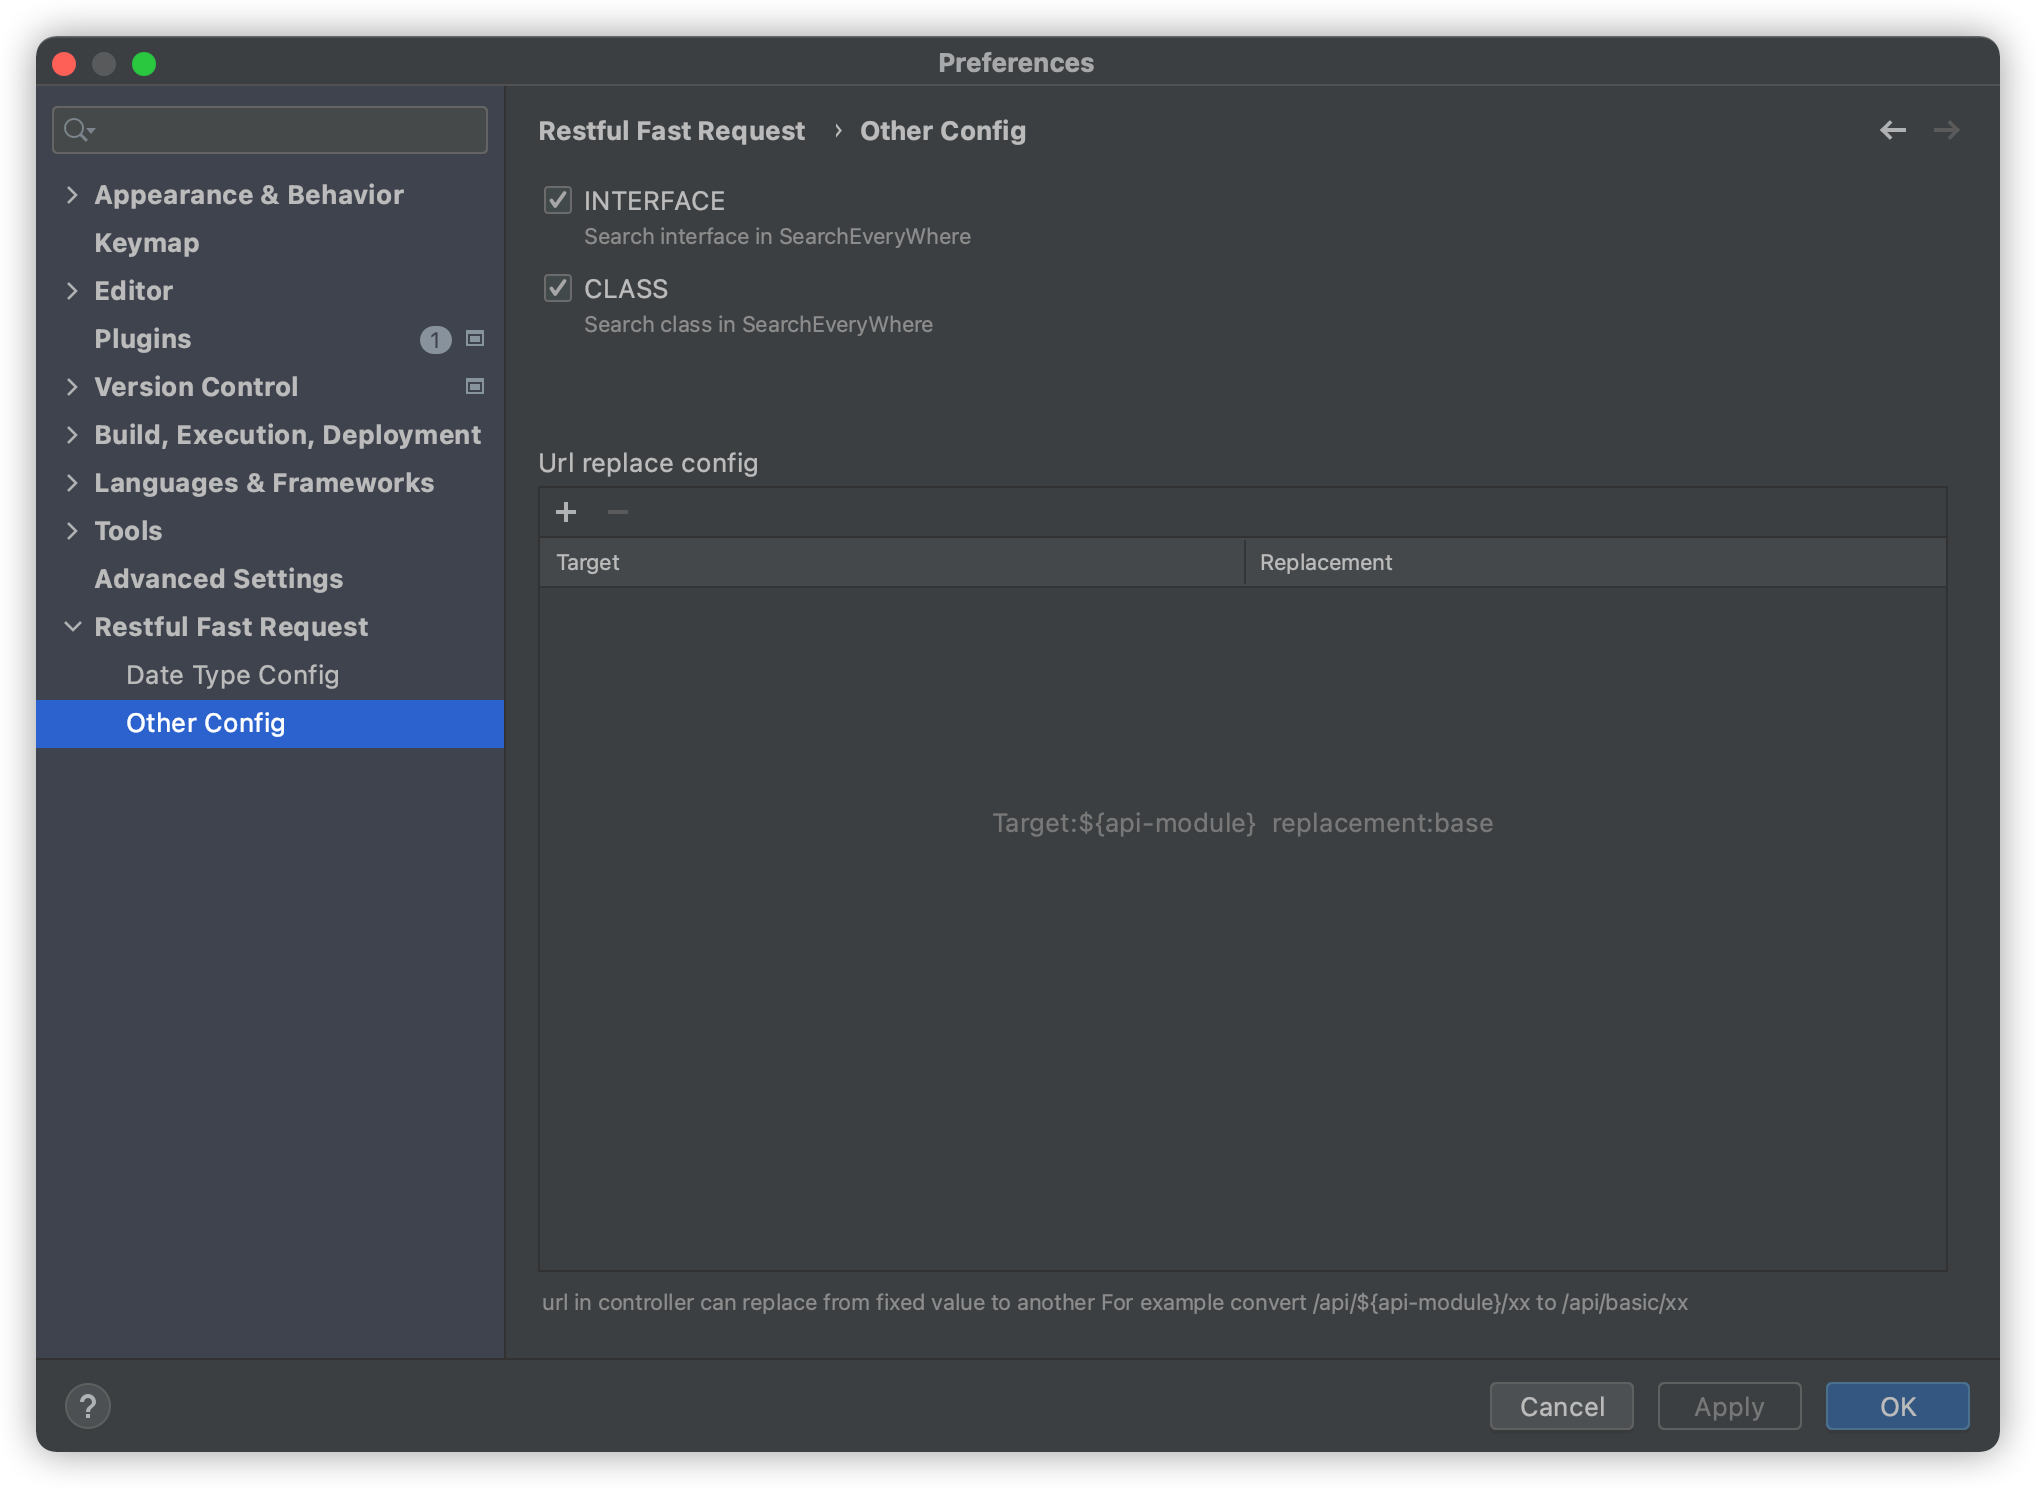 Preferences
Appearance & Behavior
Keymap
Editor
Plugins 1
Version Control
Build, Execution, Deployment
Languages & Frameworks
Tools
Advanced Settings
Restful Fast Request
Date Type Config
Other Config
Restful Fast Request › Other Config
INTERFACE
Search interface in SearchEveryWhere
CLASS
Search class in SearchEveryWhere
Url replace config
Target Replacement
Target:${api-module} replacement:base
url in controller can replace from fixed value to another For example convert /api/${api-module}/xx to /api/basic/xx
? Cancel Apply OK